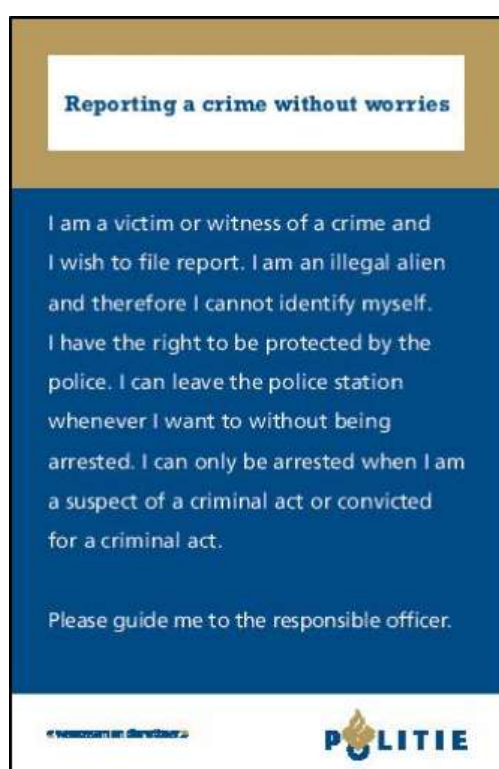 Reporting a crime without worries
I am a victim or witness of a crime and
I wish to file report. I am an illegal alien
and therefore I cannot identify myself.
I have the right to be protected by the
police. I can leave the police station
whenever I want to without being
arrested. I can only be arrested when I am
a suspect of a criminal act or convicted
for a criminal act.
Please guide me to the responsible officer.
POLITIE